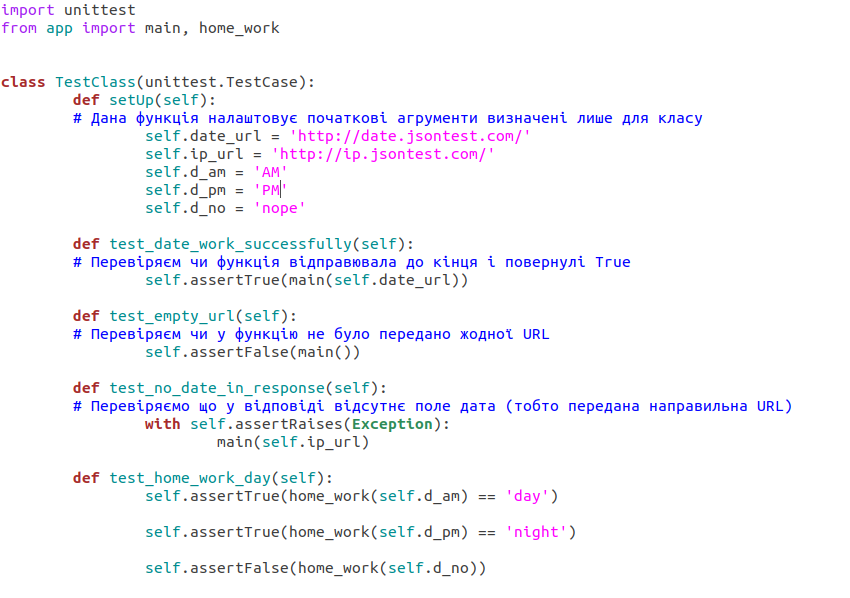 import unittest
from app import main, home_work
class TestClass(unittest.TestCase):
def setUp(self):
# Дана функція налаштовує початкові агрументи визначені лише для класу
self.date_url = 'http://date.jsontest.com/'
self.ip_url = 'http://ip.jsontest.com/'
self.d_am = 'AM'
self.d_pm = 'PM'
self.d_no = 'nope'
def test_date_work_successfully(self):
# Перевіряєм чи функція відправювала до кінця і повернулі True
self.assertTrue(main(self.date_url))
def test_empty_url(self):
# Перевіряєм чи у функцію не було передано жодної URL
self.assertFalse(main())
def test_no_date_in_response(self):
# Перевіряємо що у відповіді відсутнє поле дата (тобто передана направильна URL)
with self.assertRaises(Exception):
main(self.ip_url)
def test_home_work_day(self):
self.assertTrue(home_work(self.d_am) == 'day')
self.assertTrue(home_work(self.d_pm) == 'night')
self.assertFalse(home_work(self.d_no))